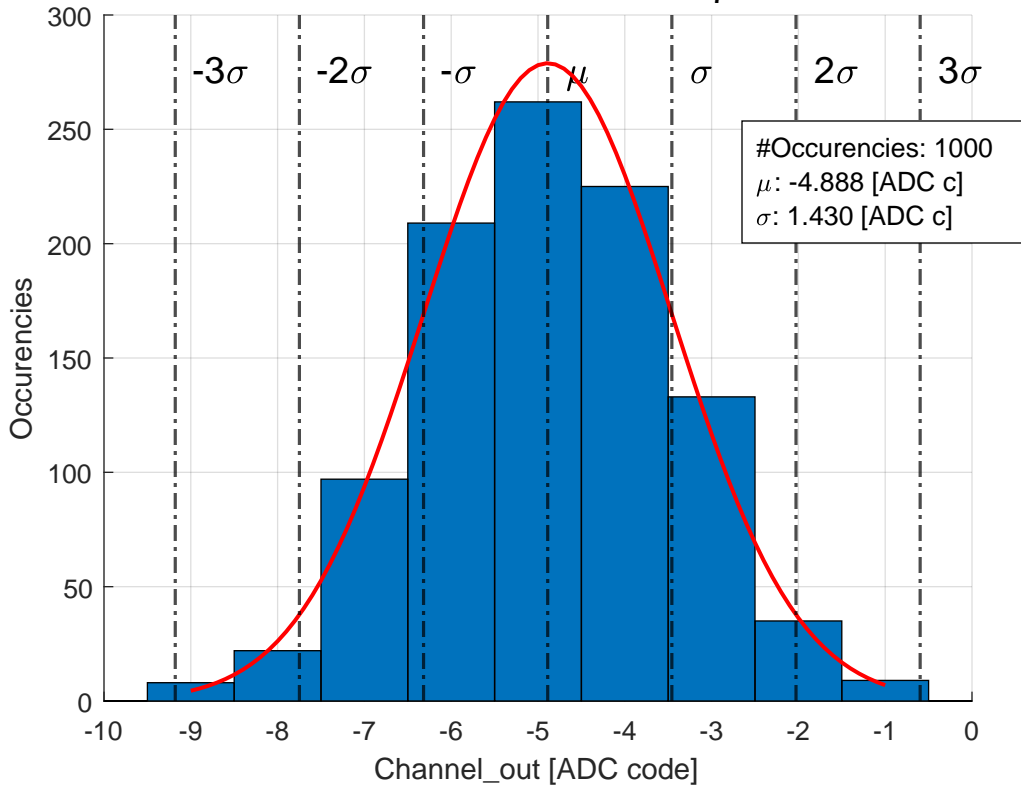 300
250
200
150
100
50
0
-3σ -2σ -σ μ σ 2σ 3σ
#Occurencies: 1000
μ: -4.888 [ADC c]
σ: 1.430 [ADC c]
Occurencies
-10 -9 -8 -7 -6 -5 -4 -3 -2 -1 0
Channel_out [ADC code]